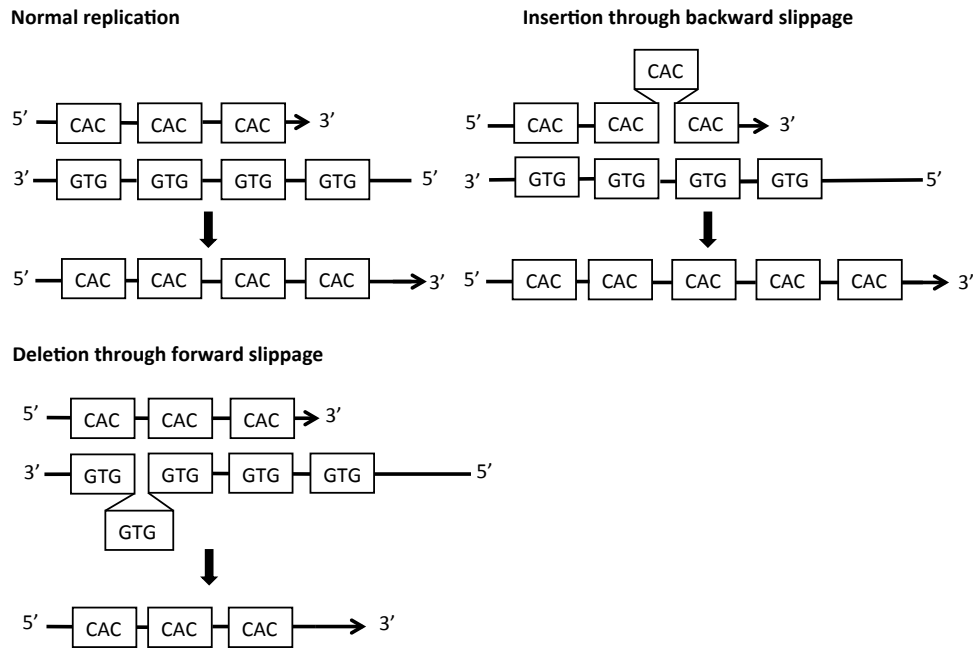 Normal replication
5’ CAC CAC CAC 3’
3’ GTG GTG GTG GTG 5’
5’ CAC CAC CAC CAC 3’
Insertion through backward slippage
CAC
5’ CAC CAC CAC 3’
3’ GTG GTG GTG GTG 5’
5’ CAC CAC CAC CAC CAC 3’
Deletion through forward slippage
5’ CAC CAC CAC 3’
3’ GTG GTG GTG GTG 5’
GTG
5’ CAC CAC CAC 3’